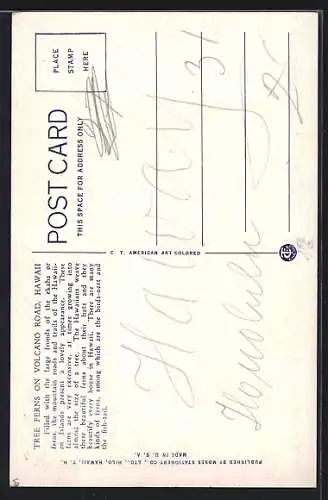 TREE FERNS ON VOLCANO ROAD, HAWAII
Filled with the large fronds of the akaha or
ferns, the mountain roads and trails of the Hawaii-
an Islands present a lovely appearance. These
ferns are very extensive, at times growing into
almost the size of a tree. The Hawaiians weave
these beautiful ferns about their hats and they
beautify every house in Hawaii. There are many
kinds of ferns, among which are the birds-nest and
the fish-tail.
POST CARD
THIS SPACE FOR ADDRESS ONLY
PLACE
STAMP
HERE
C. T. AMERICAN ART COLORED
PUBLISHED BY MOSES STATIONERY CO., LTD., HILO, HAWAII, T. H.
MADE IN U. S. A.
31